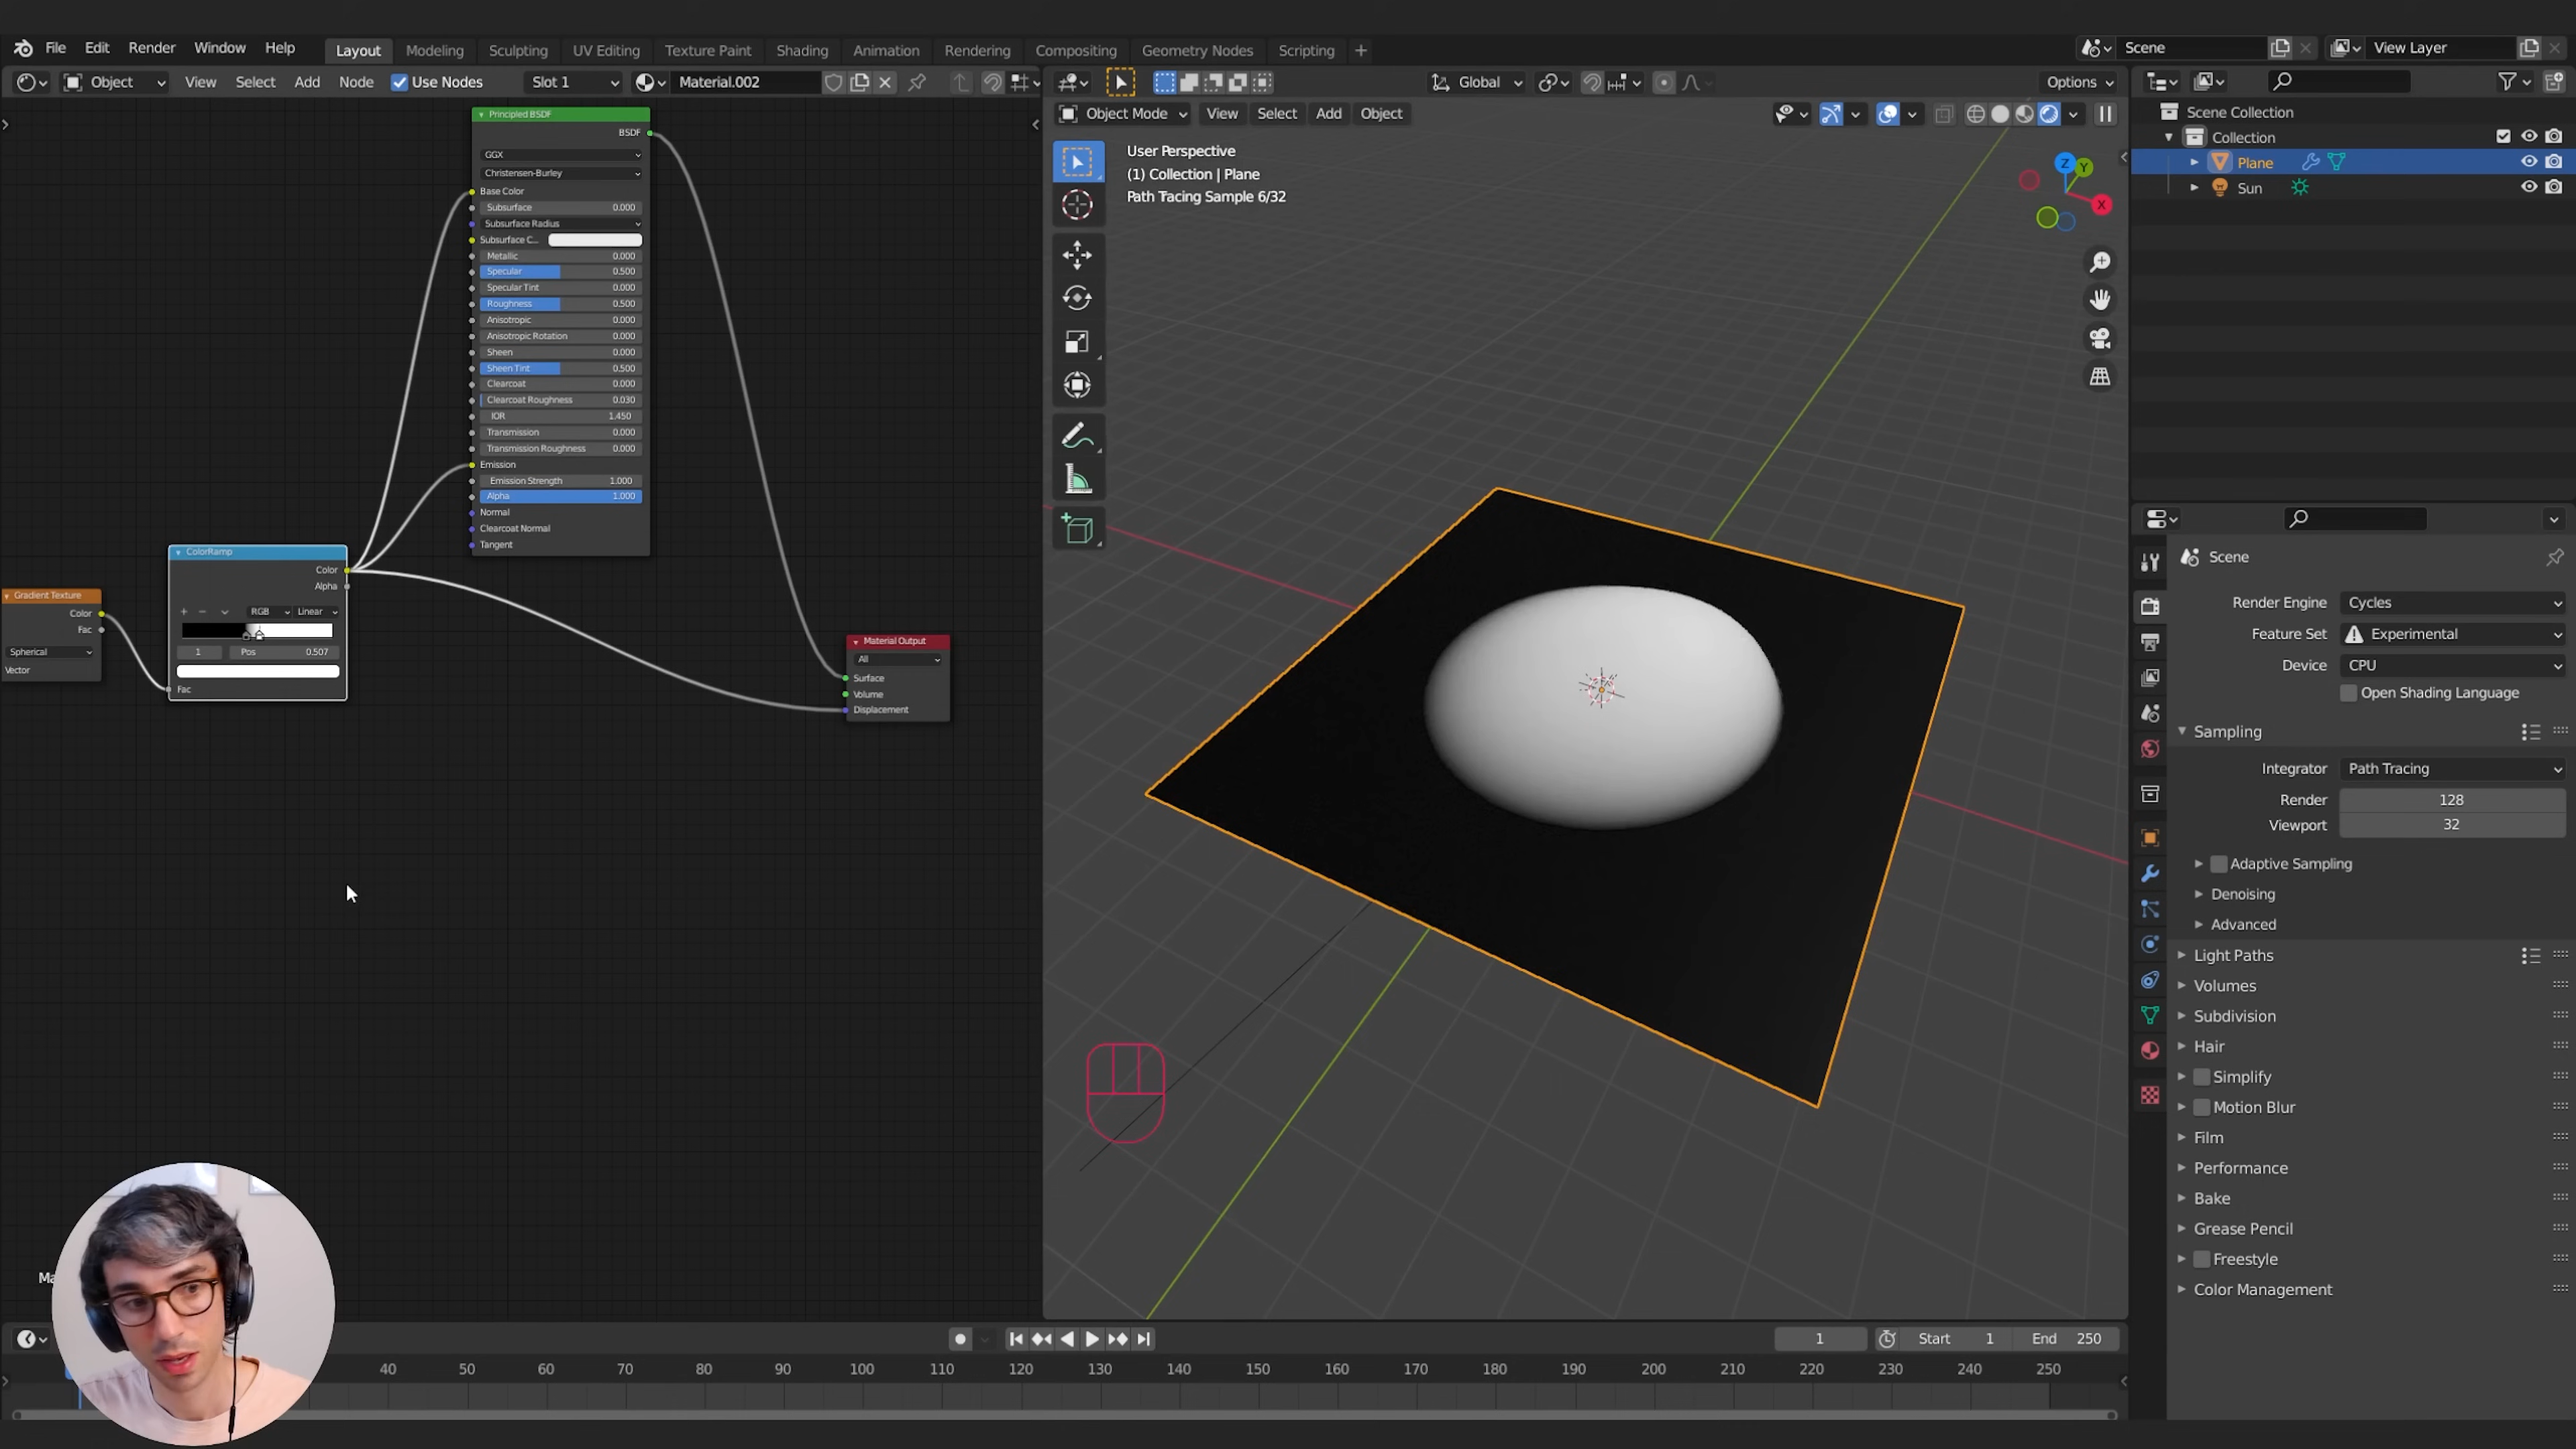 File Edit Render Window Help Layout Modeling Sculpting UV Editing Texture Paint Shading Animation Rendering Compositing Geometry Nodes Scripting + Scene View Layer
Object View Select Add Node Use Nodes Slot 1 Material.002 Global Options
Object Mode View Select Add Object
User Perspective
(1) Collection | Plane
Path Tracing Sample 6/32
Z
Y
X
Principled BSDF
BSDF
GGX
Christensen-Burley
Base Color
Subsurface 0.000
Subsurface Radius
Subsurface C...
Metallic 0.000
Specular 0.500
Specular Tint 0.000
Roughness 0.500
Anisotropic 0.000
Anisotropic Rotation 0.000
Sheen 0.000
Sheen Tint 0.500
Clearcoat 0.000
Clearcoat Roughness 0.030
IOR 1.450
Transmission 0.000
Transmission Roughness 0.000
Emission
Emission Strength 1.000
Alpha 1.000
Normal
Clearcoat Normal
Tangent
Gradient Texture
Color
Fac
Spherical
Vector
ColorRamp
Color
Alpha
RGB Linear
1 Pos 0.507
Fac
Material Output
All
Surface
Volume
Displacement
Scene Collection
Collection
Plane
Sun
Scene
Render Engine Cycles
Feature Set Experimental
Device CPU
Open Shading Language
Sampling
Integrator Path Tracing
Render 128
Viewport 32
Adaptive Sampling
Denoising
Advanced
Light Paths
Volumes
Subdivision
Hair
Simplify
Motion Blur
Film
Performance
Bake
Grease Pencil
Freestyle
Color Management
1 Start 1 End 250
40 50 60 70 80 90 100 110 120 130 140 150 160 170 180 190 200 210 220 230 240 250